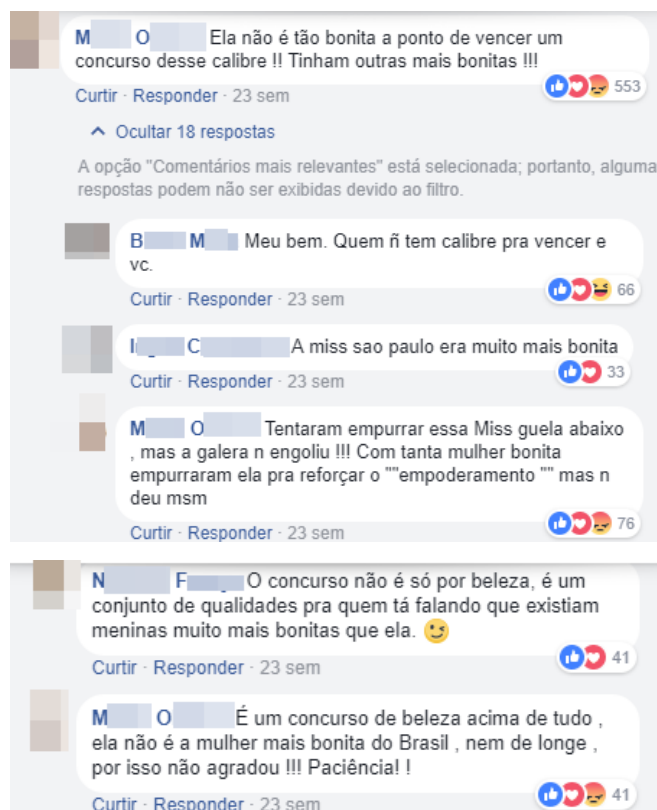 M O Ela não é tão bonita a ponto de vencer um
concurso desse calibre !! Tinham outras mais bonitas !!!
553
Curtir · Responder · 23 sem
Ocultar 18 respostas
A opção "Comentários mais relevantes" está selecionada; portanto, alguma
respostas podem não ser exibidas devido ao filtro.
B M Meu bem. Quem ñ tem calibre pra vencer e
vc.
66
Curtir · Responder · 23 sem
I C A miss sao paulo era muito mais bonita
33
Curtir · Responder · 23 sem
M O Tentaram empurrar essa Miss guela abaixo
, mas a galera n engoliu !!! Com tanta mulher bonita
empurraram ela pra reforçar o ""empoderamento "" mas n
deu msm
76
Curtir · Responder · 23 sem
N F O concurso não é só por beleza, é um
conjunto de qualidades pra quem tá falando que existiam
meninas muito mais bonitas que ela.
41
Curtir · Responder · 23 sem
M O É um concurso de beleza acima de tudo ,
ela não é a mulher mais bonita do Brasil , nem de longe ,
por isso não agradou !!! Paciência! !
41
Curtir · Responder · 23 sem